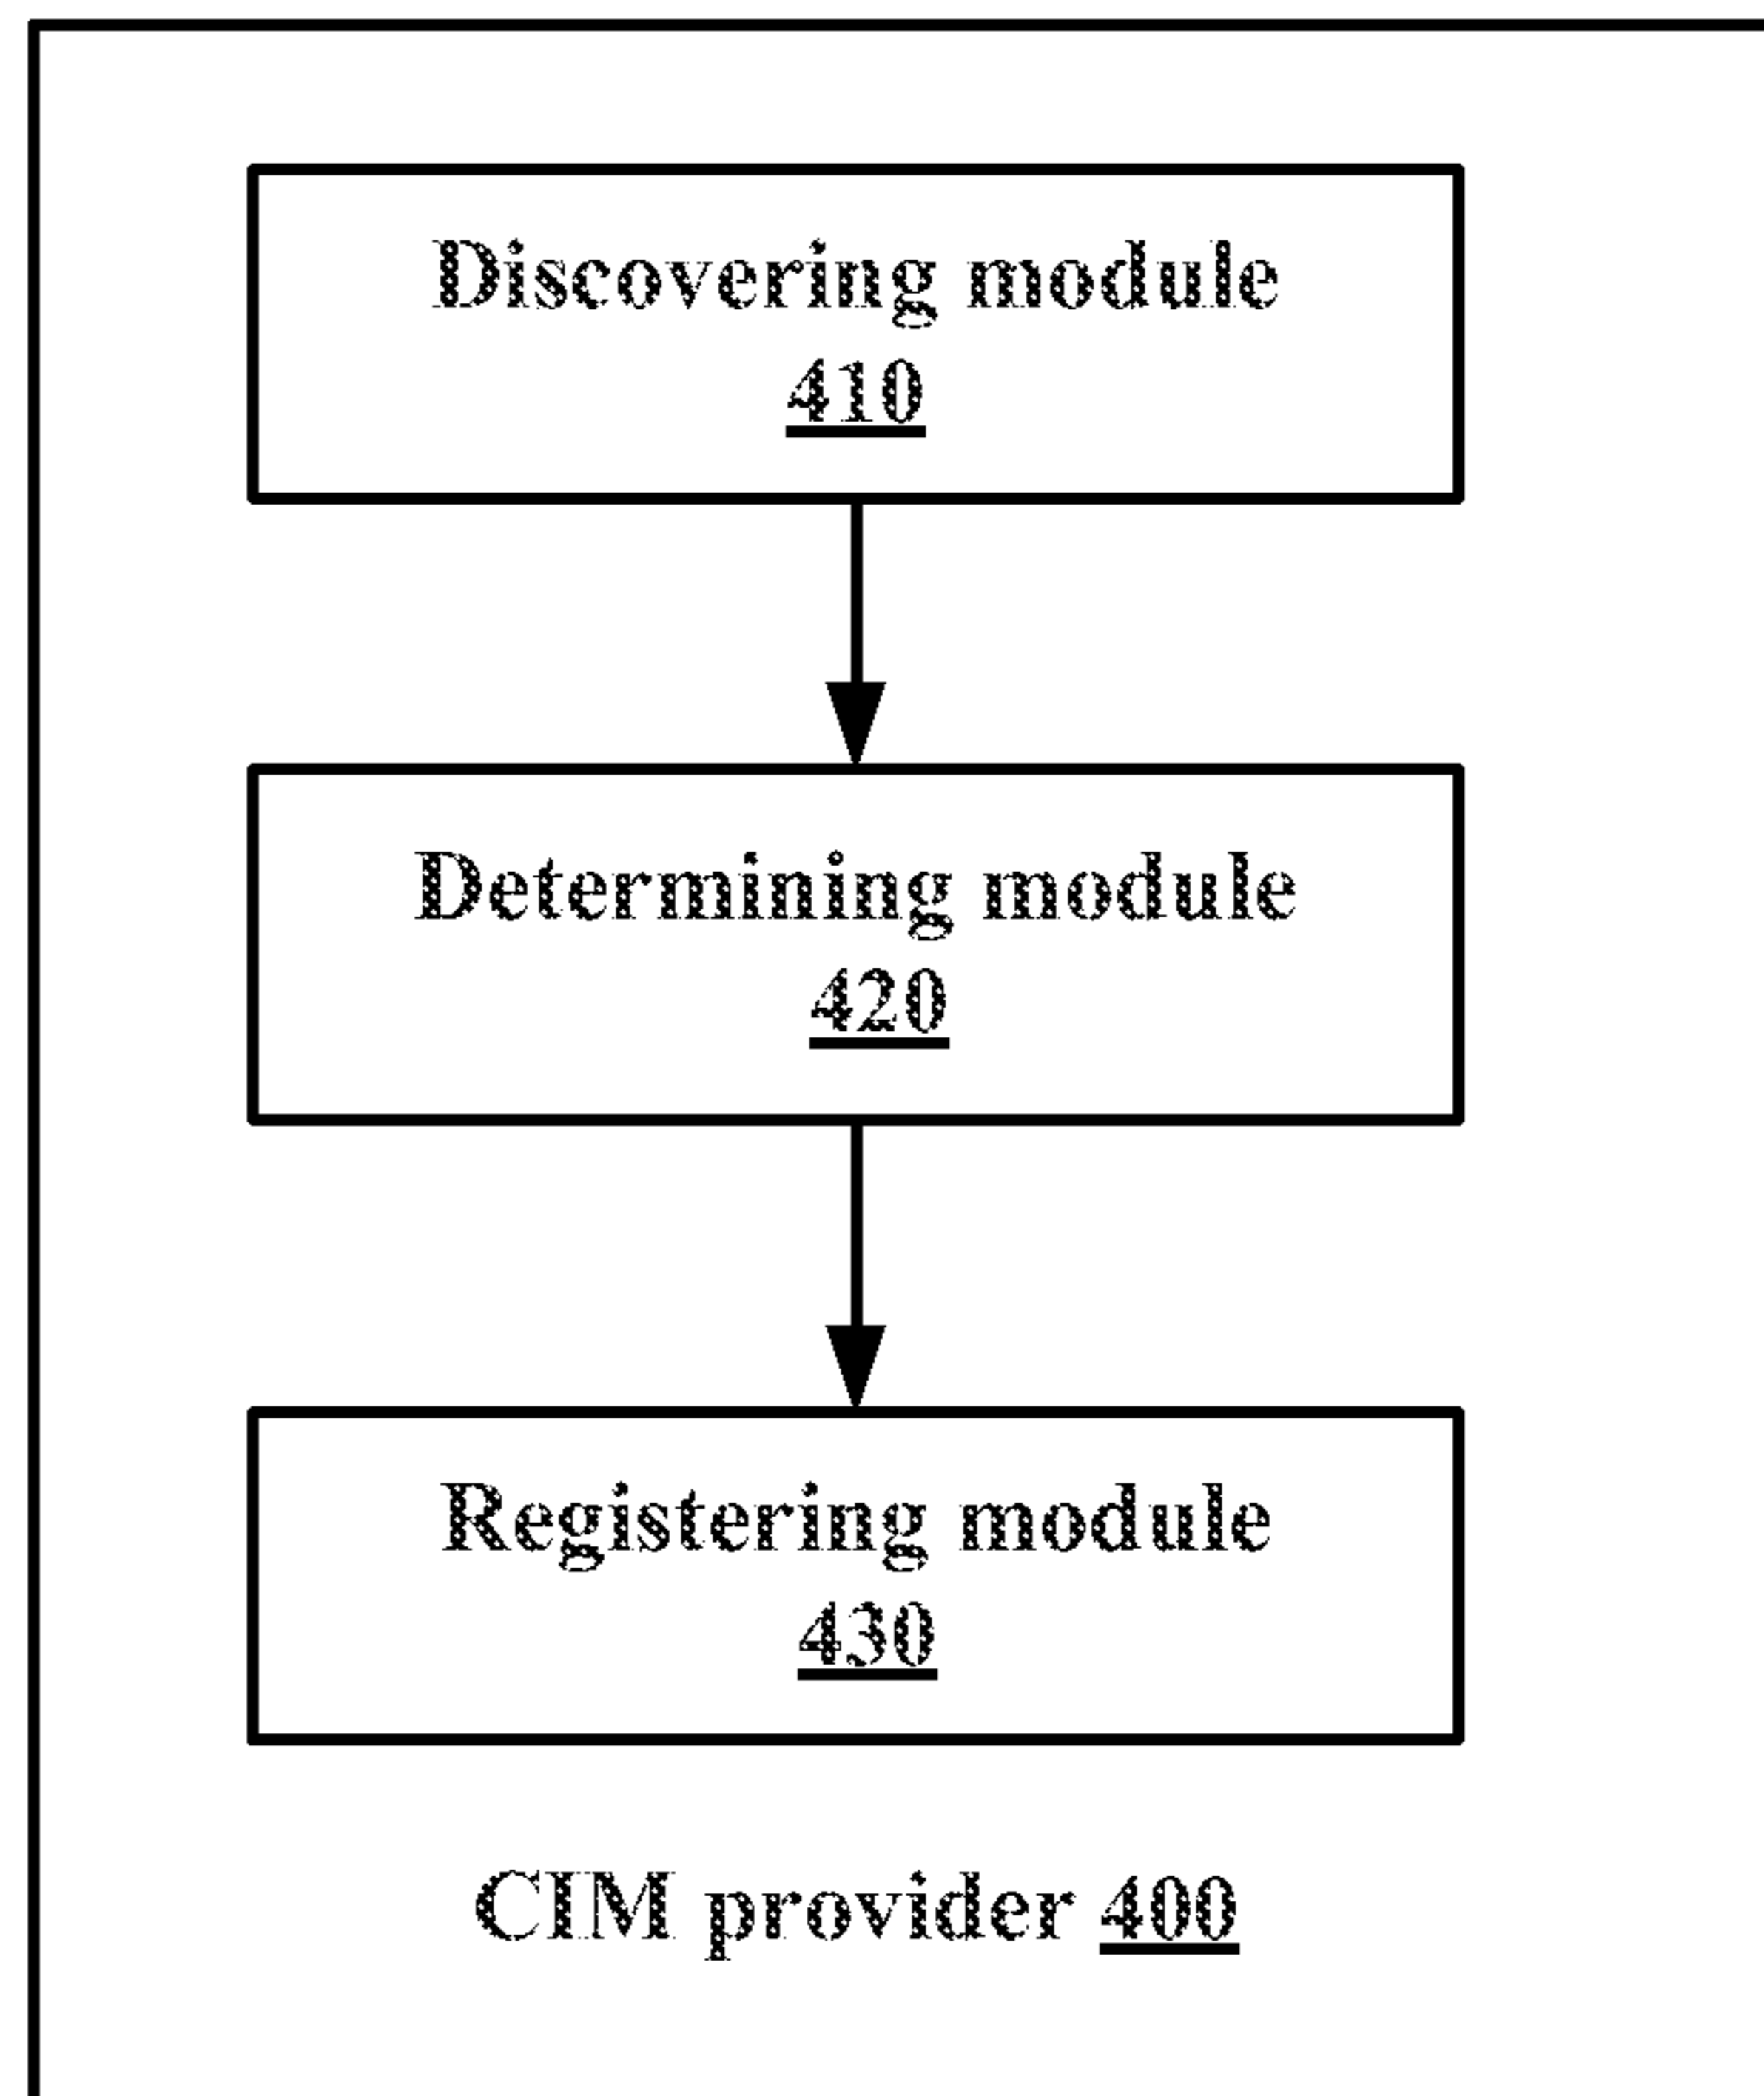 Discovering module
410
Determining module
420
Registering module
430
CIM provider 400